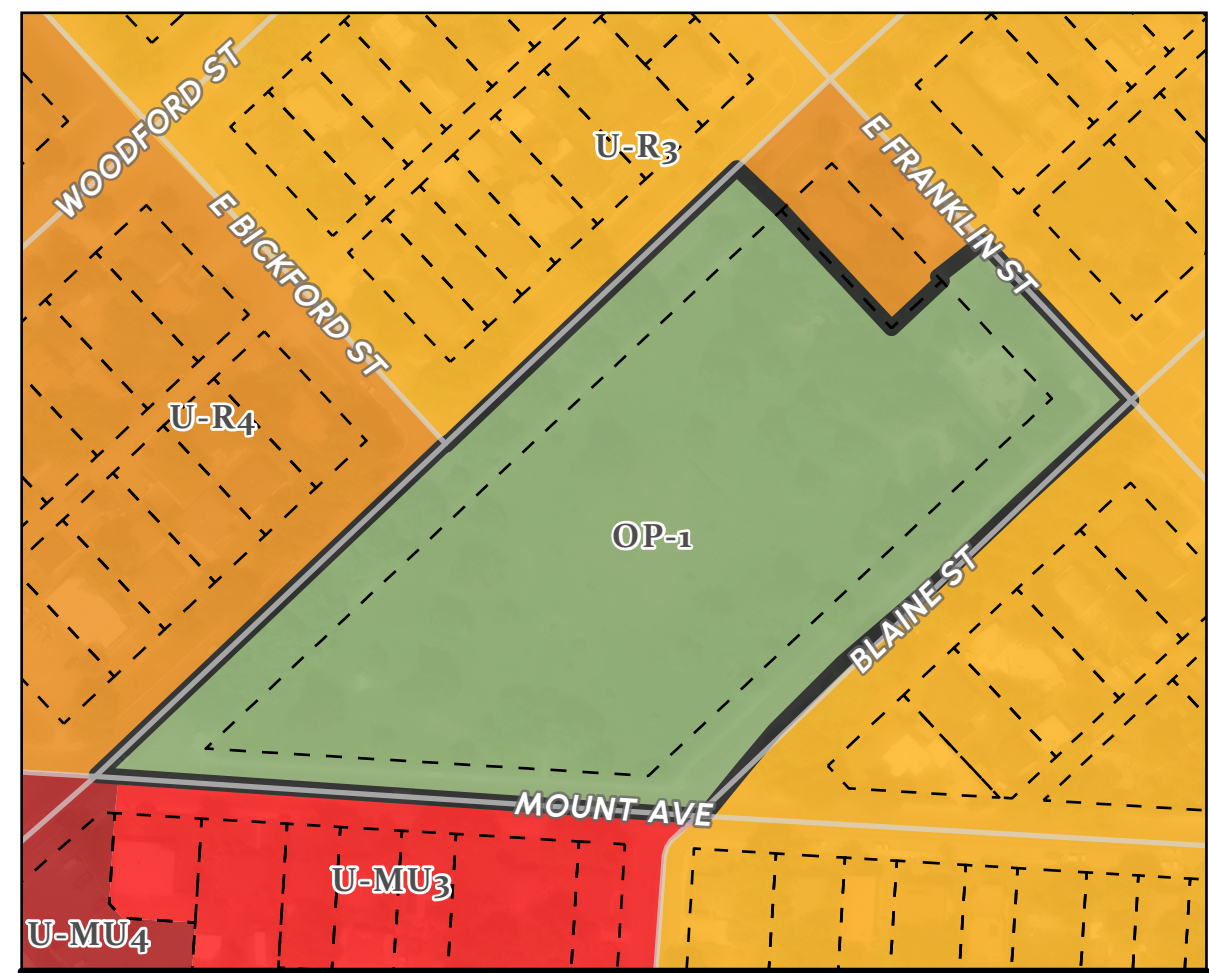 WOODFORD ST
U-R3
E FRANKLIN ST
E BICKFORD ST
U-R4
OP-1
BLAINE ST
MOUNT AVE
U-MU3
U-MU4